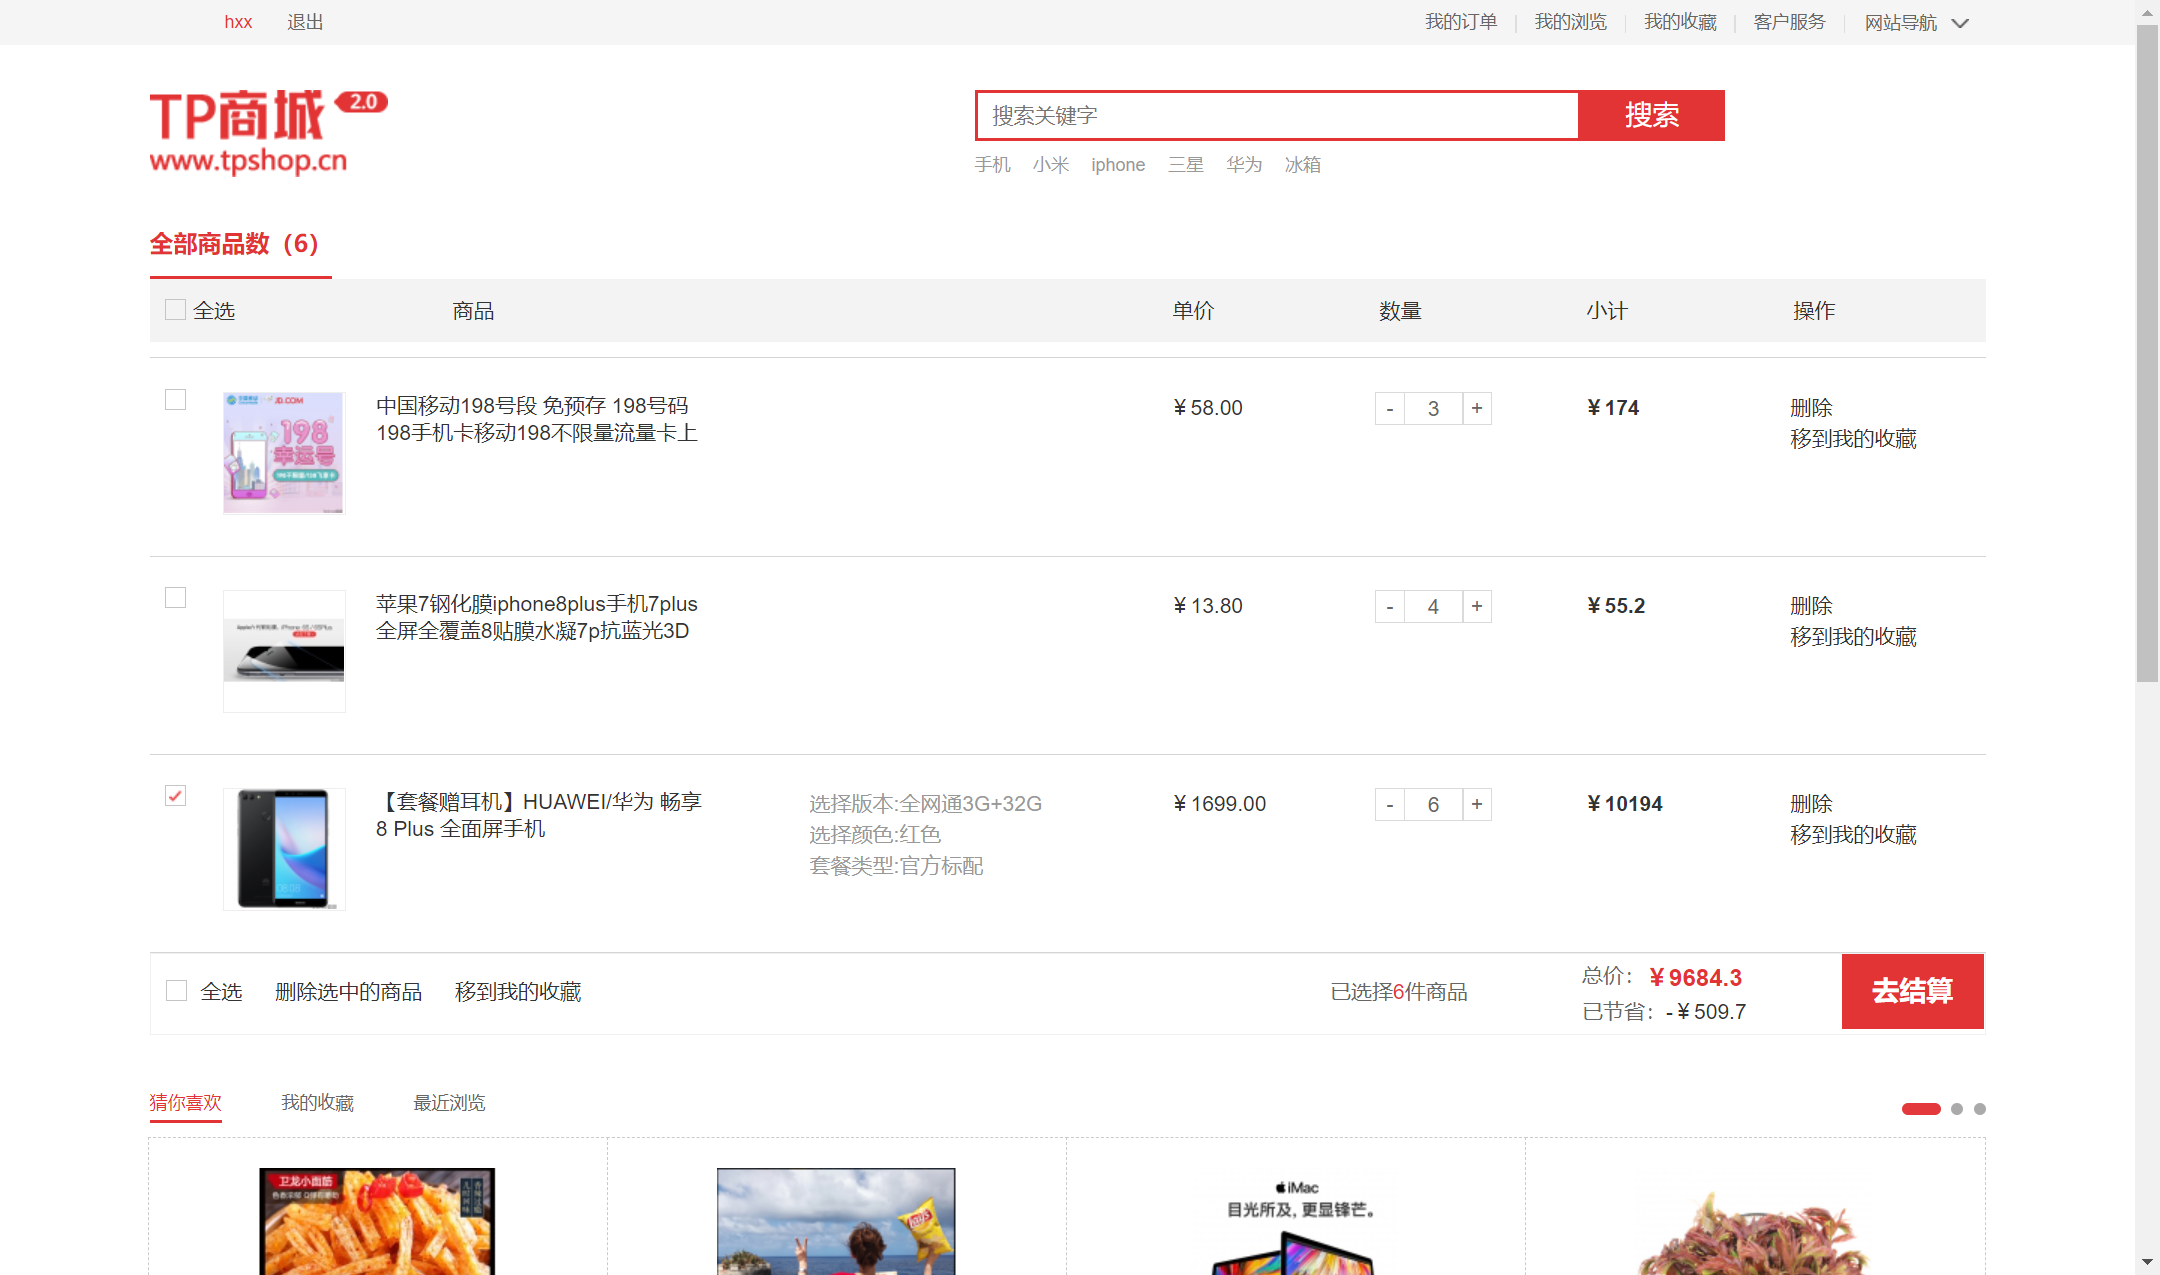 hxx 退出 我的订单 我的浏览 我的收藏 客户服务 网站导航
TP商城 2.0
www.tpshop.cn
搜索关键字 搜索
手机 小米 iphone 三星 华为 冰箱
全部商品数（6）
全选 商品 单价 数量 小计 操作
JD.COM
198
幸运号
中国移动198号段 免预存 198号码
198手机卡移动198不限量流量卡上
￥58.00 - 3 + ￥174 删除
移到我的收藏
苹果7钢化膜iphone8plus手机7plus
全屏全覆盖8贴膜水凝7p抗蓝光3D
￥13.80 - 4 + ￥55.2 删除
移到我的收藏
【套餐赠耳机】HUAWEI/华为 畅享
8 Plus 全面屏手机
选择版本:全网通3G+32G
选择颜色:红色
套餐类型:官方标配
￥1699.00 - 6 + ￥10194 删除
移到我的收藏
全选 删除选中的商品 移到我的收藏 已选择6件商品 总价：￥9684.3
已节省：-￥509.7
去结算
猜你喜欢 我的收藏 最近浏览
卫龙小面筋
iMac
目光所及，更显锋芒。